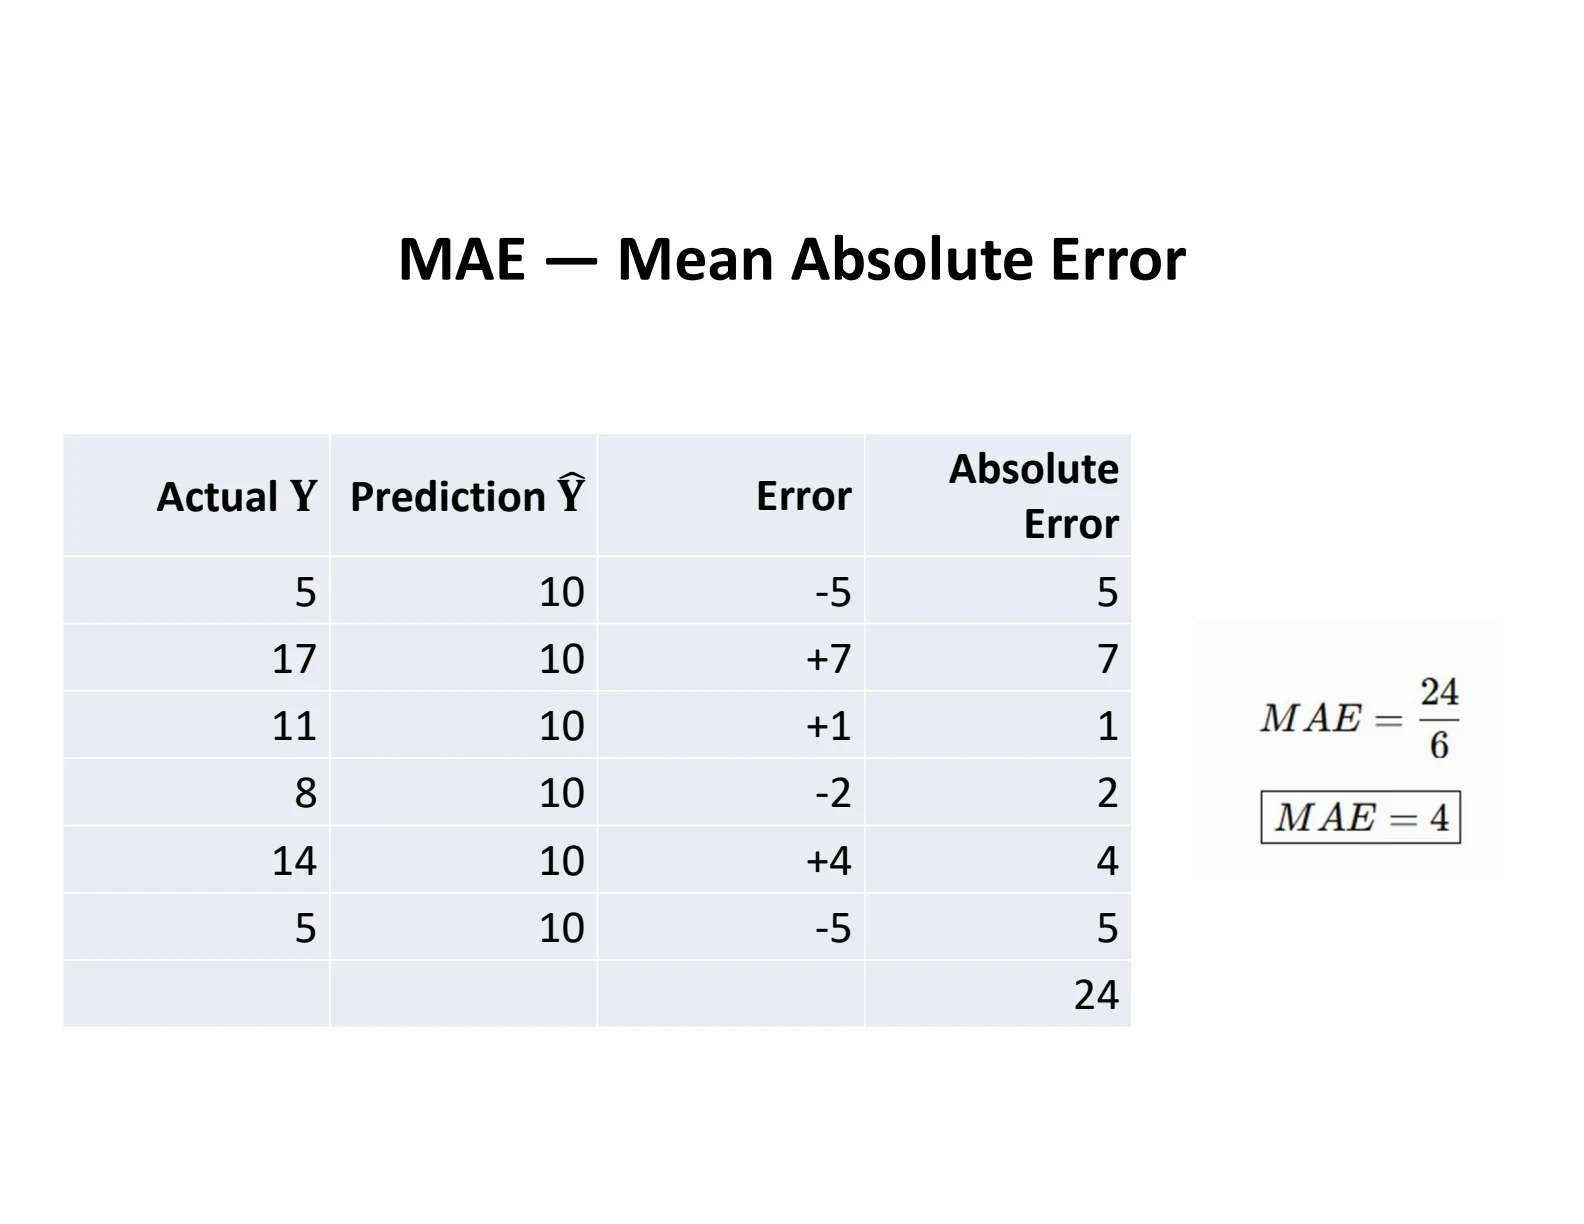 MAE — Mean Absolute Error
Actual Y Prediction Ŷ Error Absolute Error
5 10 -5 5
17 10 +7 7
11 10 +1 1
8 10 -2 2
14 10 +4 4
5 10 -5 5
24
MAE = 24/6
MAE = 4